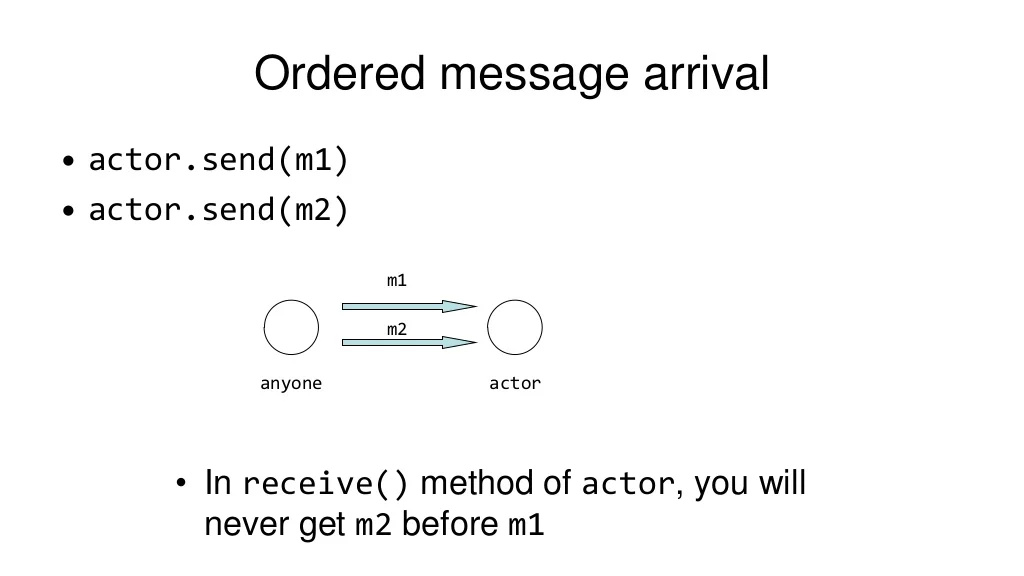 Ordered message arrival
• actor.send(m1)
• actor.send(m2)
m1
m2
anyone
actor
• In receive() method of actor, you will
never get m2 before m1